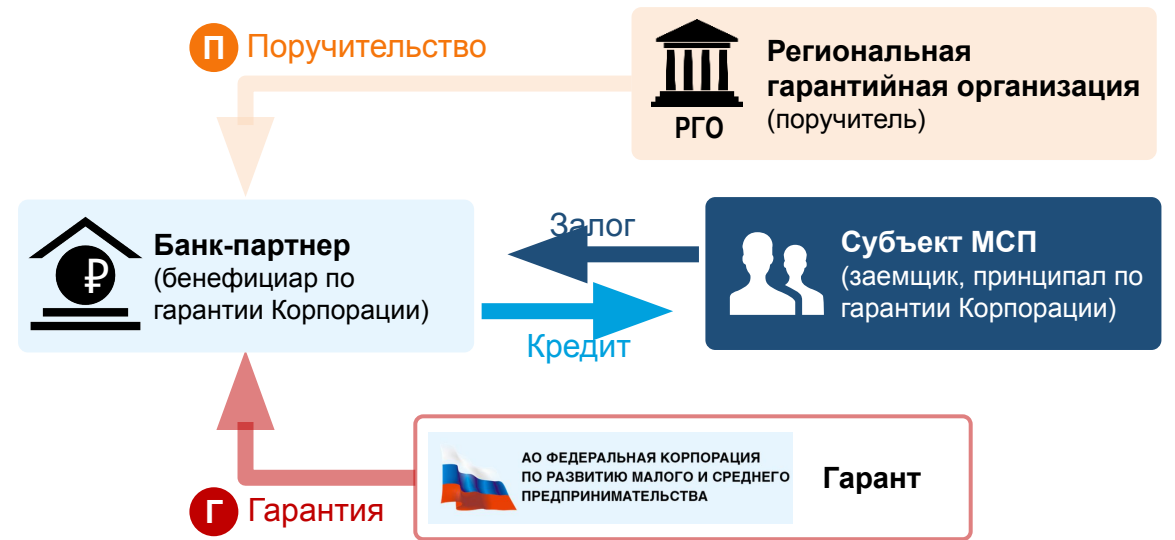 П Поручительство
Региональная
гарантийная организация
(поручитель)
РГО
Банк-партнер
(бенефициар по
гарантии Корпорации)
Залог
Кредит
Субъект МСП
(заемщик, принципал по
гарантии Корпорации)
АО ФЕДЕРАЛЬНАЯ КОРПОРАЦИЯ
ПО РАЗВИТИЮ МАЛОГО И СРЕДНЕГО
ПРЕДПРИНИМАТЕЛЬСТВА
Гарант
Г Гарантия